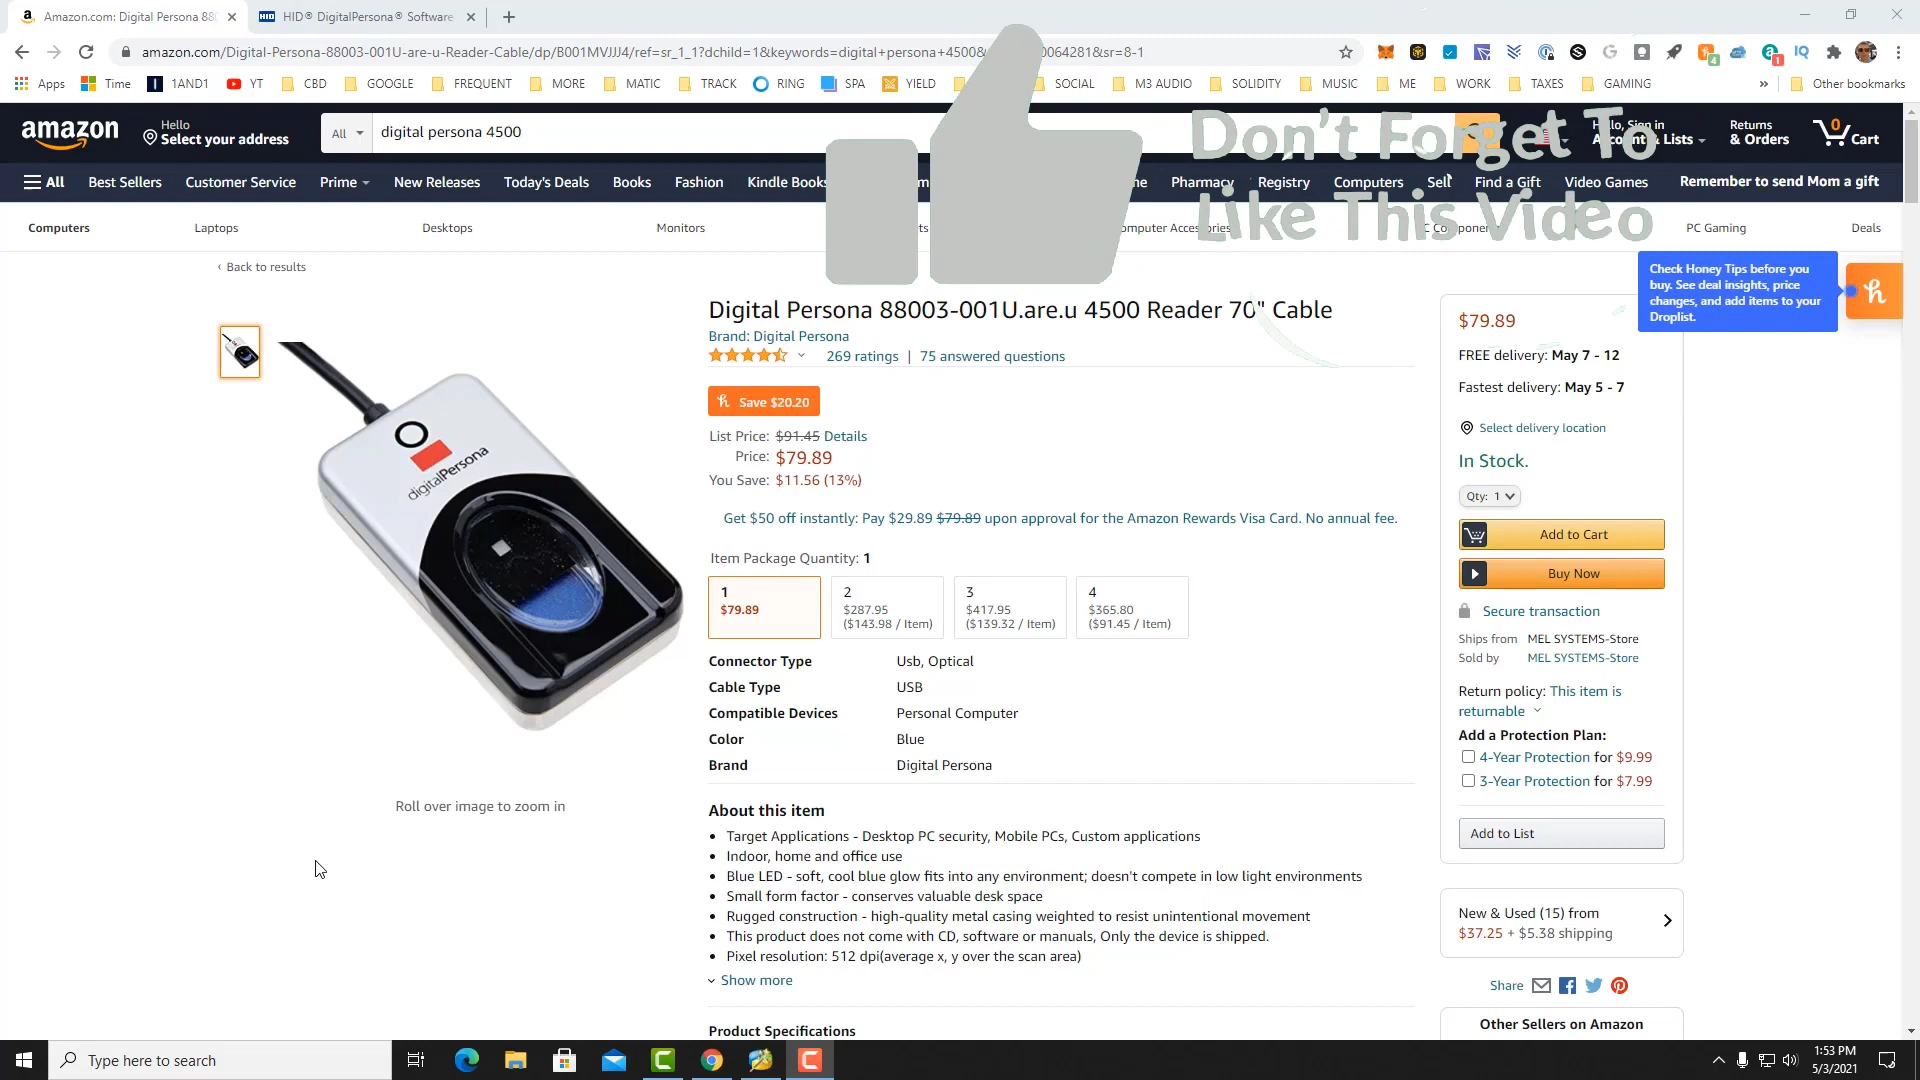 Amazon.com: Digital Persona 880
HID® DigitalPersona® Software
amazon.com/Digital-Persona-88003-001U-are-u-Reader-Cable/dp/B001MVJJJ4/ref=sr_1_1?dchild=1&keywords=digital+persona+4500& 0064281&sr=8-1
Apps Time 1AND1 YT CBD GOOGLE FREQUENT MORE MATIC TRACK RING SPA YIELD SOCIAL M3 AUDIO SOLIDITY MUSIC ME WORK TAXES GAMING » Other bookmarks
amazon
Hello
Select your address
All
digital persona 4500
Don't Forget To
Like This Video
Hello, Sign in
Account & Lists
Returns
& Orders
0
Cart
All Best Sellers Customer Service Prime New Releases Today's Deals Books Fashion Kindle Books Pharmacy Registry Computers Sell Find a Gift Video Games Remember to send Mom a gift
Computers Laptops Desktops Monitors Computer Accessories PC Components PC Gaming Deals
‹ Back to results
Check Honey Tips before you
buy. See deal insights, price
changes, and add items to your
Droplist.
digitalPersona
Roll over image to zoom in
Digital Persona 88003-001U.are.u 4500 Reader 70" Cable
Brand: Digital Persona
269 ratings | 75 answered questions
Save $20.20
List Price: $91.45 Details
Price: $79.89
You Save: $11.56 (13%)
Get $50 off instantly: Pay $29.89 $79.89 upon approval for the Amazon Rewards Visa Card. No annual fee.
Item Package Quantity: 1
1
$79.89
2
$287.95
($143.98 / Item)
3
$417.95
($139.32 / Item)
4
$365.80
($91.45 / Item)
Connector Type Usb, Optical
Cable Type USB
Compatible Devices Personal Computer
Color Blue
Brand Digital Persona
About this item
• Target Applications - Desktop PC security, Mobile PCs, Custom applications
• Indoor, home and office use
• Blue LED - soft, cool blue glow fits into any environment; doesn't compete in low light environments
• Small form factor - conserves valuable desk space
• Rugged construction - high-quality metal casing weighted to resist unintentional movement
• This product does not come with CD, software or manuals, Only the device is shipped.
• Pixel resolution: 512 dpi(average x, y over the scan area)
Show more
Product Specifications
$79.89
FREE delivery: May 7 - 12
Fastest delivery: May 5 - 7
Select delivery location
In Stock.
Qty: 1
Add to Cart
Buy Now
Secure transaction
Ships from MEL SYSTEMS-Store
Sold by MEL SYSTEMS-Store
Return policy: This item is
returnable
Add a Protection Plan:
4-Year Protection for $9.99
3-Year Protection for $7.99
Add to List
New & Used (15) from
$37.25 + $5.38 shipping
Share
Other Sellers on Amazon
Type here to search
1:53 PM
5/3/2021